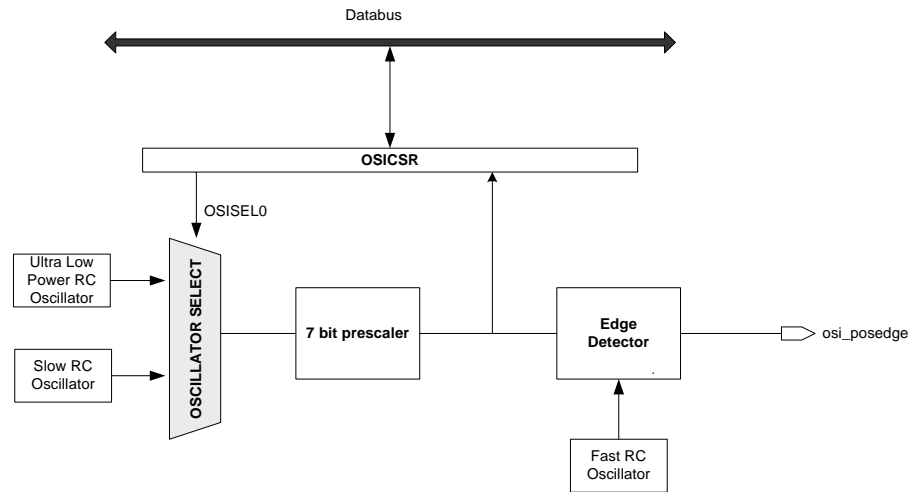 Databus
OSICSR
OSISEL0
Ultra Low
Power RC
Oscillator
OSCILLATOR SELECT
7 bit prescaler
Edge
Detector
osi_posedge
Slow RC
Oscillator
Fast RC
Oscillator